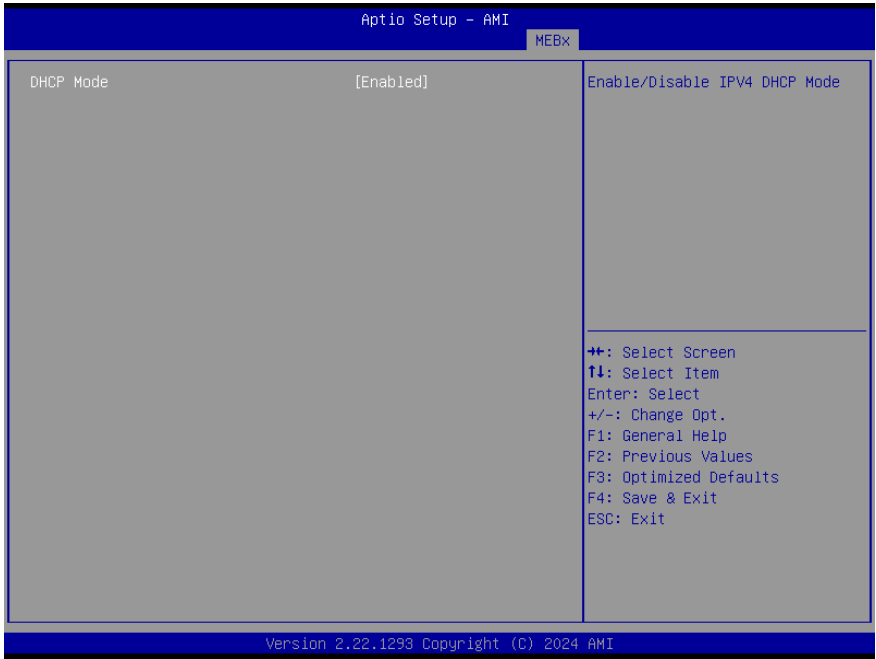 Aptio Setup – AMI
MEBx
DHCP Mode [Enabled]
Enable/Disable IPV4 DHCP Mode
→←: Select Screen
↑↓: Select Item
Enter: Select
+/-: Change Opt.
F1: General Help
F2: Previous Values
F3: Optimized Defaults
F4: Save & Exit
ESC: Exit
Version 2.22.1293 Copyright (C) 2024 AMI